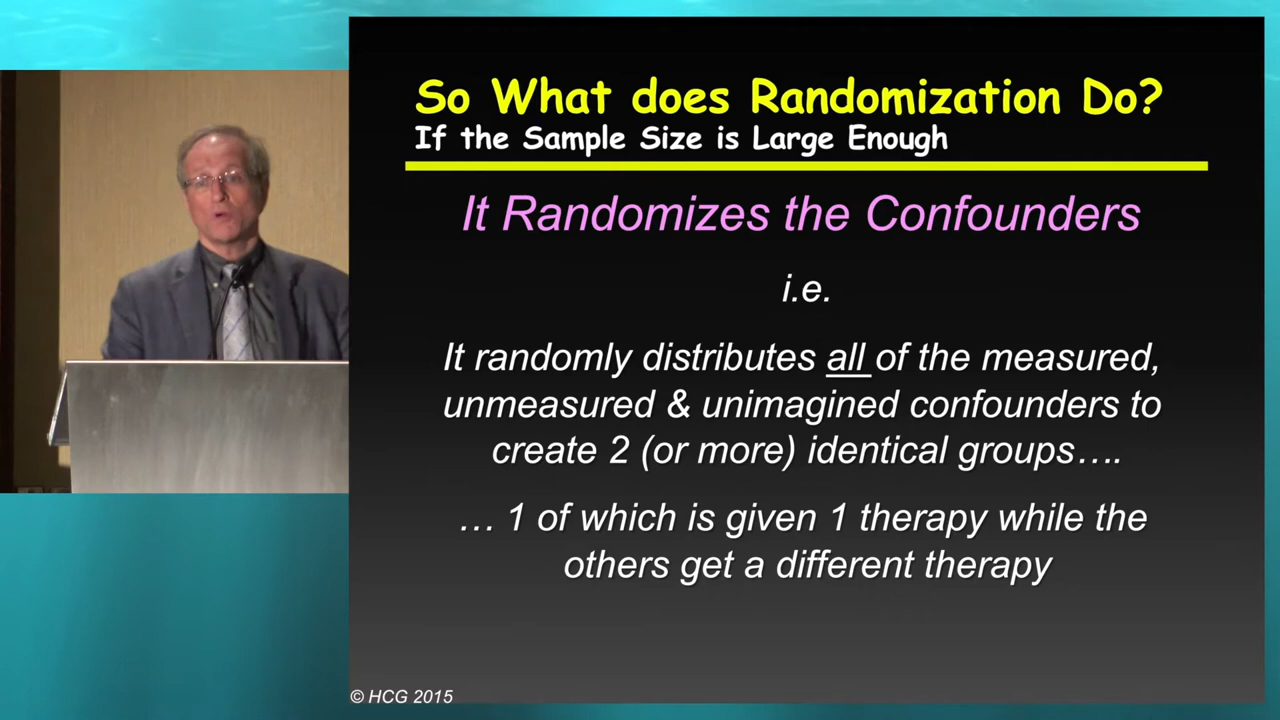 So What does Randomization Do?
If the Sample Size is Large Enough
It Randomizes the Confounders
i.e.
It randomly distributes all of the measured,
unmeasured & unimagined confounders to
create 2 (or more) identical groups….
… 1 of which is given 1 therapy while the
others get a different therapy
© HCG 2015